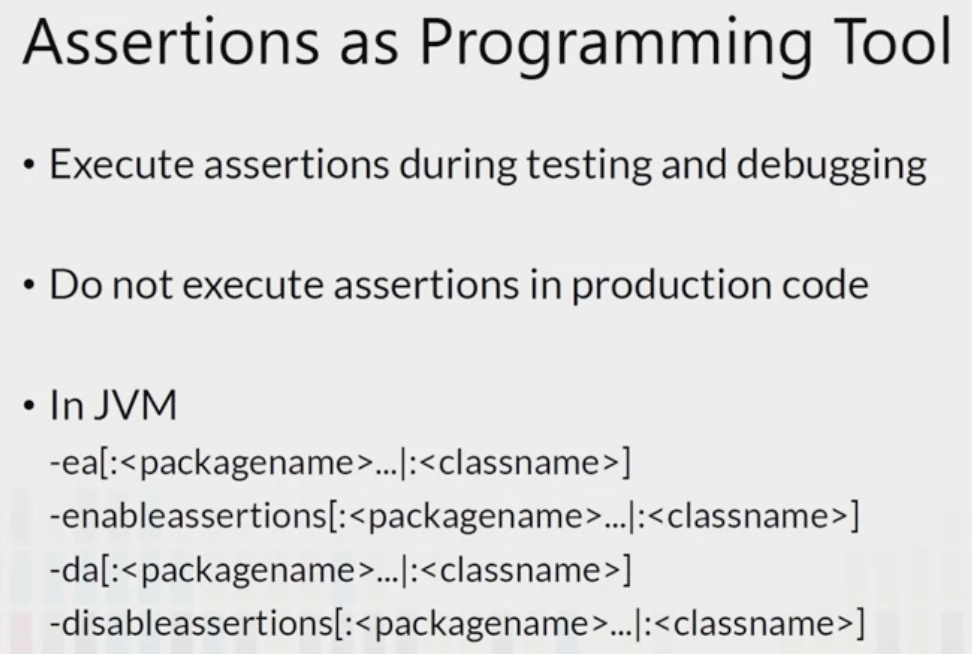 Assertions as Programming Tool
• Execute assertions during testing and debugging
• Do not execute assertions in production code
• In JVM
-ea[:<packagename>...|:<classname>]
-enableassertions[:<packagename>...|:<classname>]
-da[:<packagename>...|:<classname>]
-disableassertions[:<packagename>...|:<classname>]